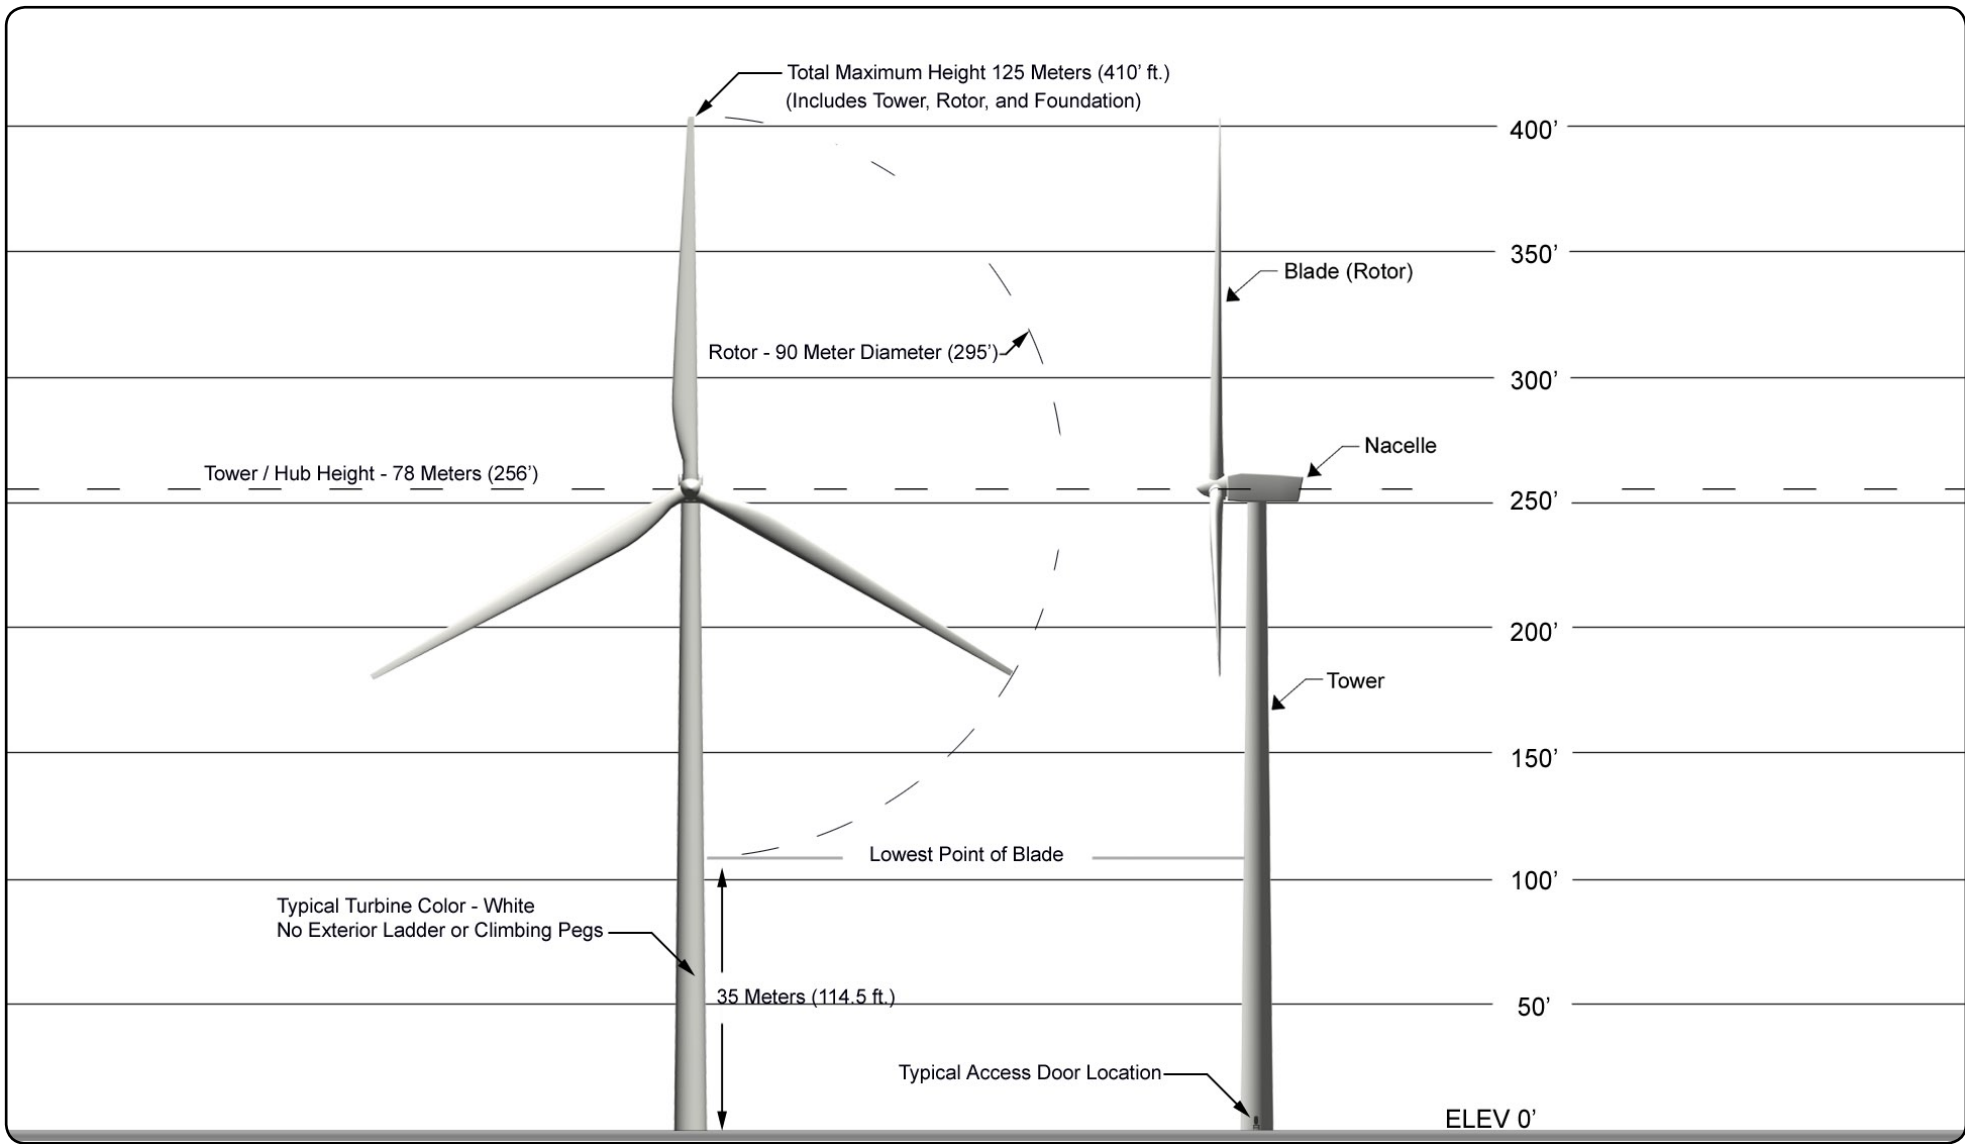 Total Maximum Height 125 Meters (410’ ft.)
(Includes Tower, Rotor, and Foundation)
400’
350’
Blade (Rotor)
Rotor - 90 Meter Diameter (295’)
300’
Nacelle
Tower / Hub Height - 78 Meters (256’)
250’
200’
Tower
150’
Lowest Point of Blade
100’
Typical Turbine Color - White
No Exterior Ladder or Climbing Pegs
35 Meters (114.5 ft.)
50’
Typical Access Door Location
ELEV 0’